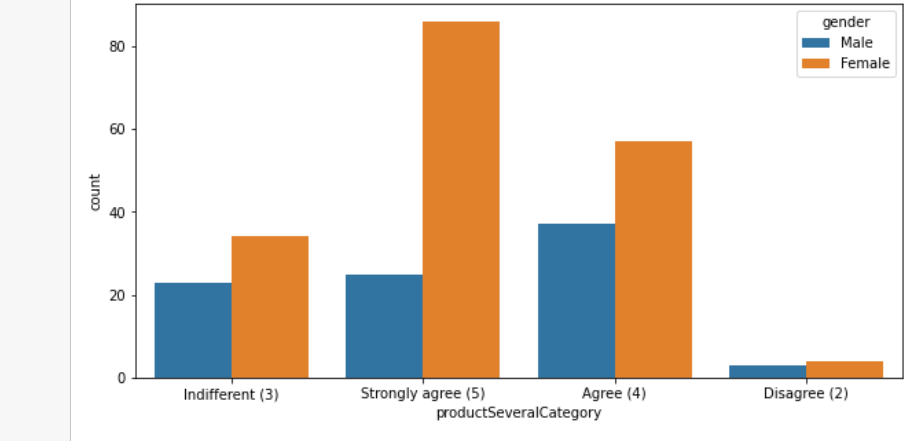 gender
Male
Female
80
60
40
20
0
count
Indifferent (3) Strongly agree (5) Agree (4) Disagree (2)
productSeveralCategory